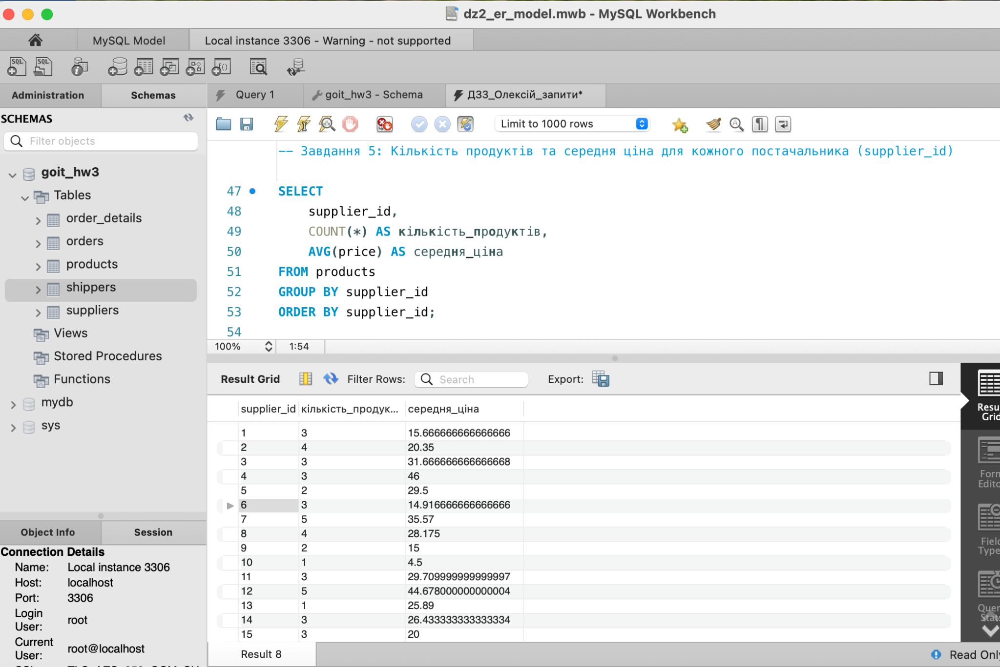 dz2_er_model.mwb - MySQL Workbench
MySQL Model
Local instance 3306 - Warning - not supported
Administration
Schemas
Query 1
goit_hw3 - Schema
ДЗЗ_Олексій_запити*
SCHEMAS
Filter objects
goit_hw3
Tables
order_details
orders
products
shippers
suppliers
Views
Stored Procedures
Functions
mydb
sys
Limit to 1000 rows
-- Завдання 5: Кількість продуктів та середня ціна для кожного постачальника (supplier_id)
47 SELECT
48 supplier_id,
49 COUNT(*) AS кількість_продуктів,
50 AVG(price) AS середня_ціна
51 FROM products
52 GROUP BY supplier_id
53 ORDER BY supplier_id;
54
100% 1:54
Result Grid Filter Rows: Search Export:
supplier_id кількість_продук... середня_ціна
1 3 15.666666666666666
2 4 20.35
3 3 31.666666666666668
4 3 46
5 2 29.5
6 3 14.916666666666666
7 5 35.57
8 4 28.175
9 2 15
10 1 4.5
11 3 29.709999999999997
12 5 44.678000000000004
13 1 25.89
14 3 26.433333333333334
15 3 20
Result 8
Read Only
Object Info
Session
Connection Details
Name: Local instance 3306
Host: localhost
Port: 3306
Login User: root
Current User: root@localhost